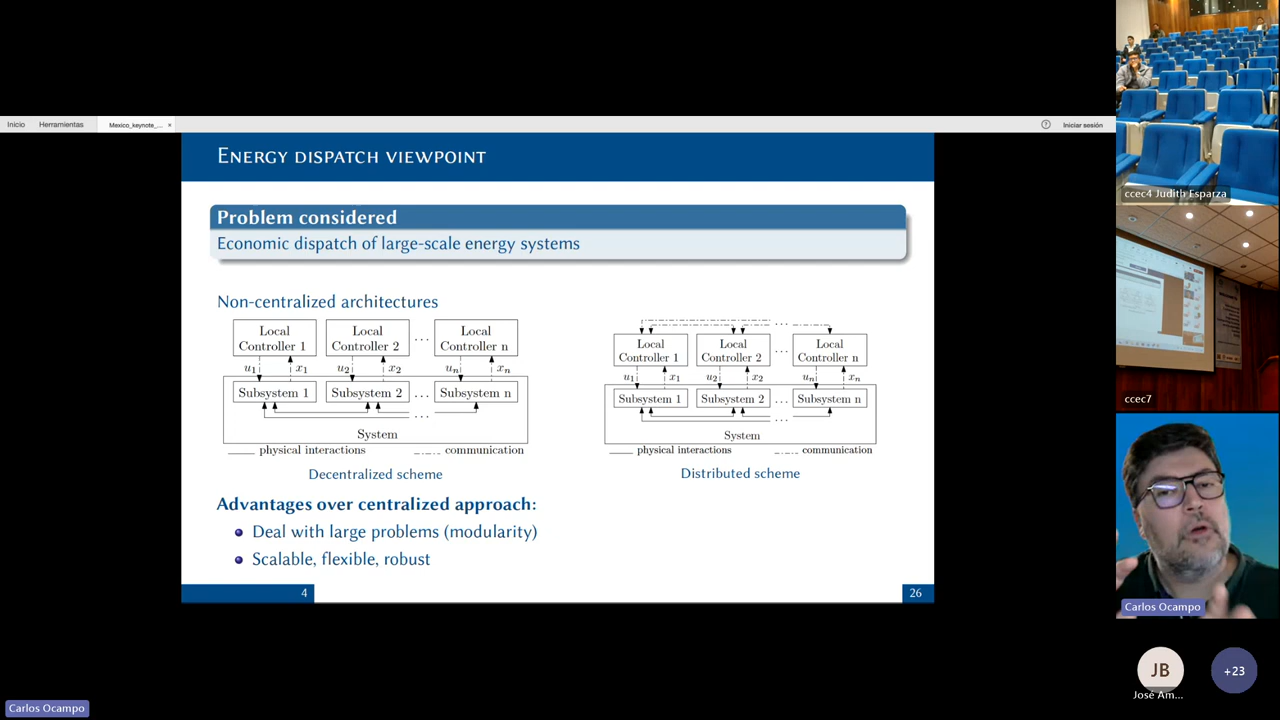 Inicio Herramientas Mexico_keynote_... × ? Iniciar sesión
ENERGY DISPATCH VIEWPOINT
Problem considered
Economic dispatch of large-scale energy systems
Non-centralized architectures
Local Controller 1
Local Controller 2
...
Local Controller n
u1 x1 u2 x2 un xn
Subsystem 1 Subsystem 2 ... Subsystem n
...
System
physical interactions communication
Decentralized scheme
...
Local Controller 1
Local Controller 2
...
Local Controller n
u1 x1 u2 x2 un xn
Subsystem 1 Subsystem 2 ... Subsystem n
...
System
physical interactions communication
Distributed scheme
Advantages over centralized approach:
Deal with large problems (modularity)
Scalable, flexible, robust
4 26
ccec4 Judith Esparza
ccec7
Carlos Ocampo
JB
José Am...
+23
Carlos Ocampo